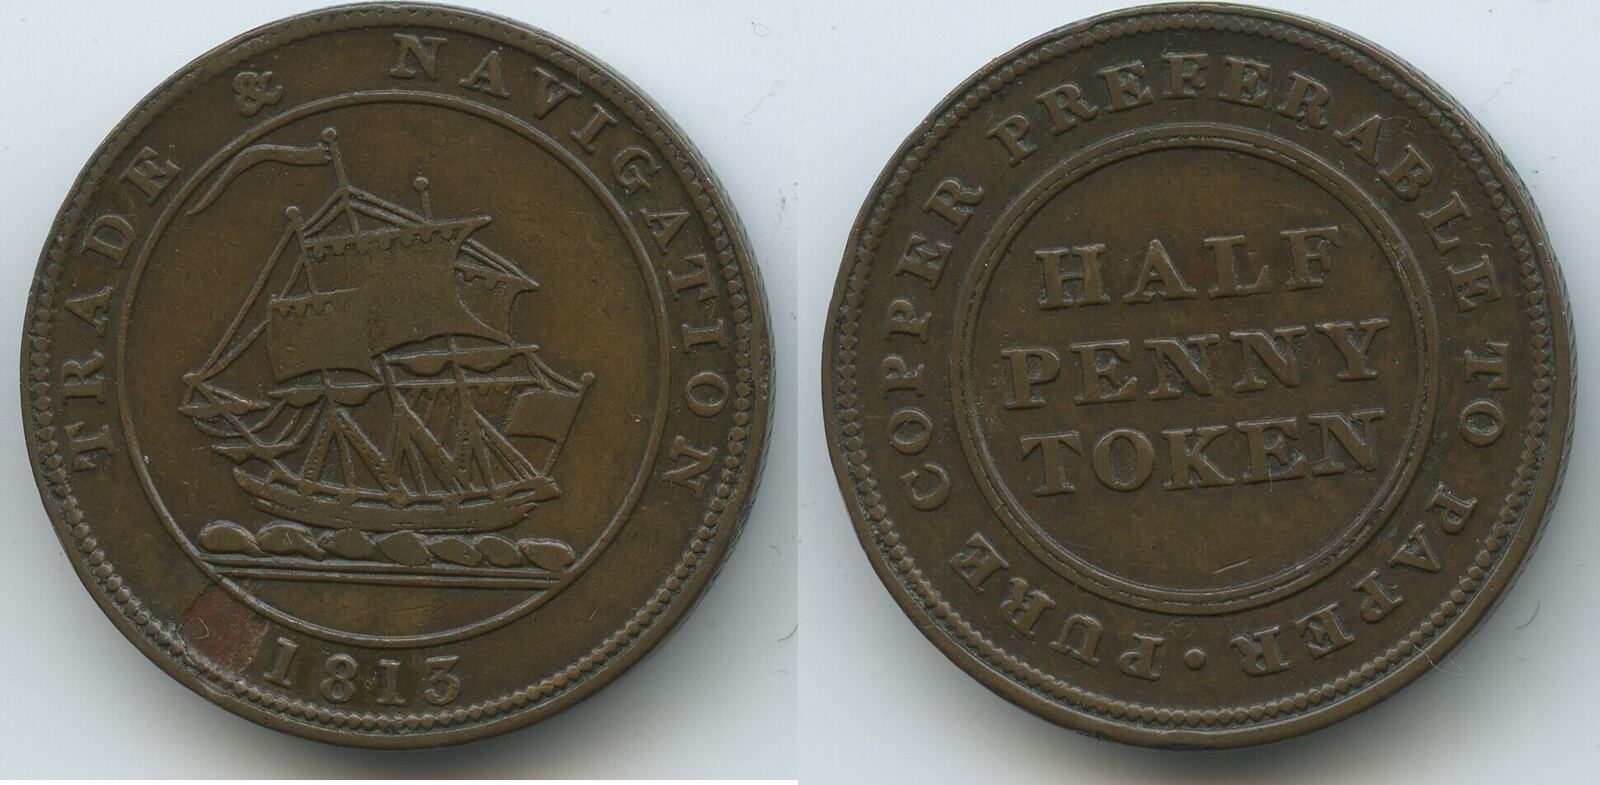 TRADE & NAVIGATION
1813
PURE COPPER PREFERABLE TO PAPER ·
HALF
PENNY
TOKEN